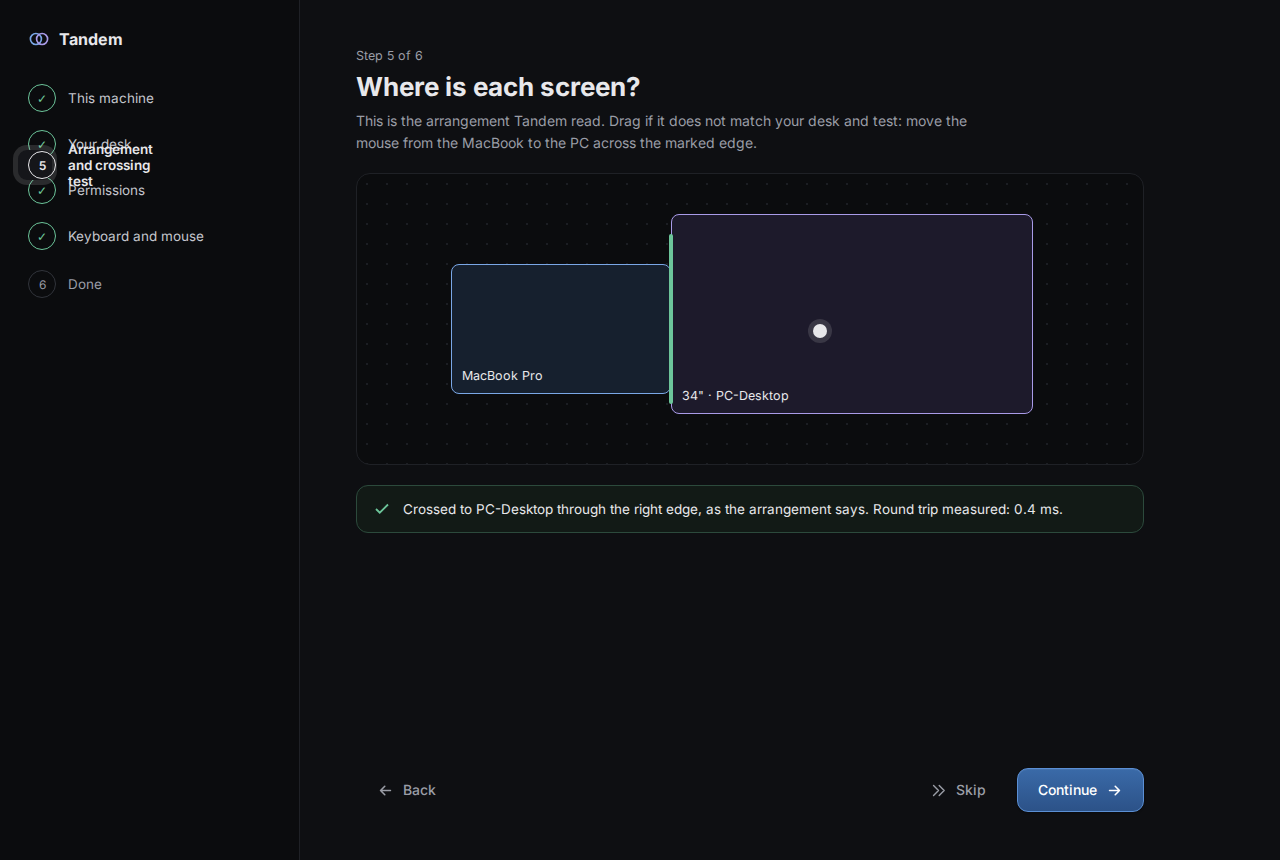 Tandem
✓ This machine
✓ Your desk
5 Arrangement
and crossing
test
✓ Permissions
✓ Keyboard and mouse
6 Done
Step 5 of 6
Where is each screen?
This is the arrangement Tandem read. Drag if it does not match your desk and test: move the
mouse from the MacBook to the PC across the marked edge.
MacBook Pro
34" · PC-Desktop
Crossed to PC-Desktop through the right edge, as the arrangement says. Round trip measured: 0.4 ms.
Back
Skip
Continue